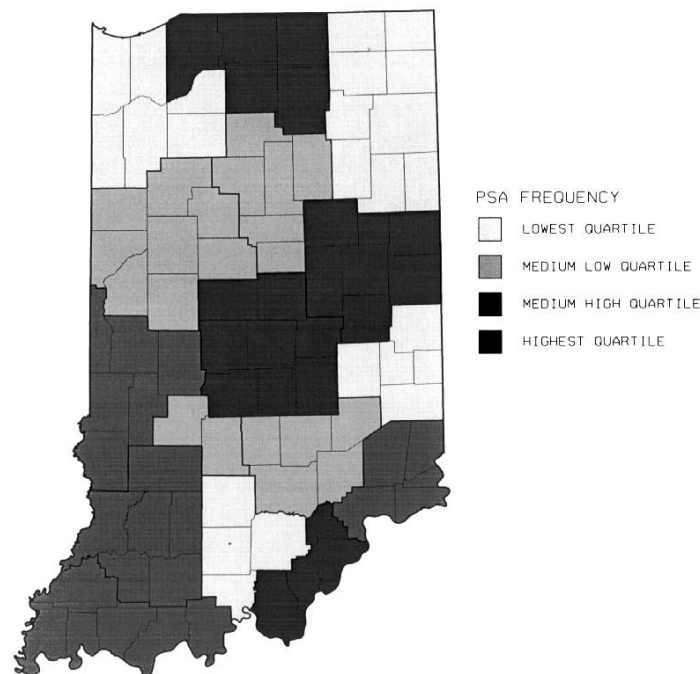 PSA FREQUENCY
LOWEST QUARTILE
MEDIUM LOW QUARTILE
MEDIUM HIGH QUARTILE
HIGHEST QUARTILE